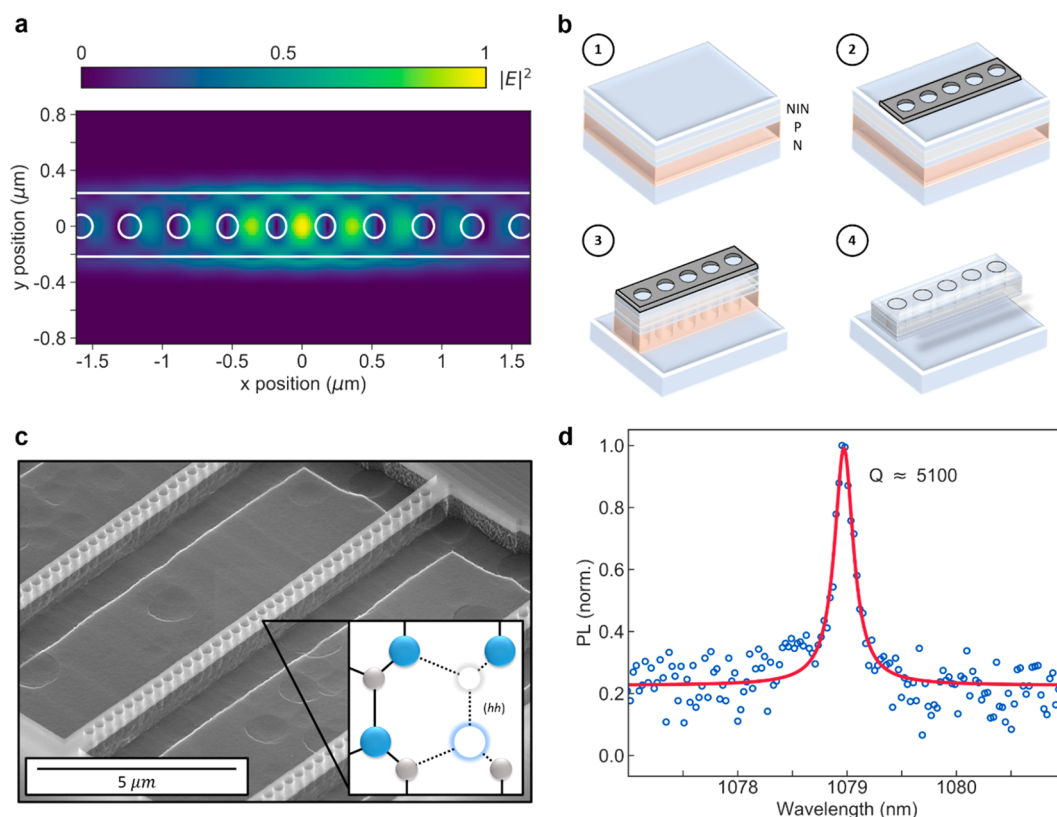 a
0 0.5 1
|E|²
0.8
0.4
0
-0.4
-0.8
y position (μm)
-1.5 -1 -0.5 0 0.5 1 1.5
x position (μm)
b
1
2
NIN
P
N
3
4
c
(hh)
5 μm
d
Q ≈ 5100
1.0
0.8
0.6
0.4
0.2
0.0
PL (norm.)
1078 1079 1080
Wavelength (nm)